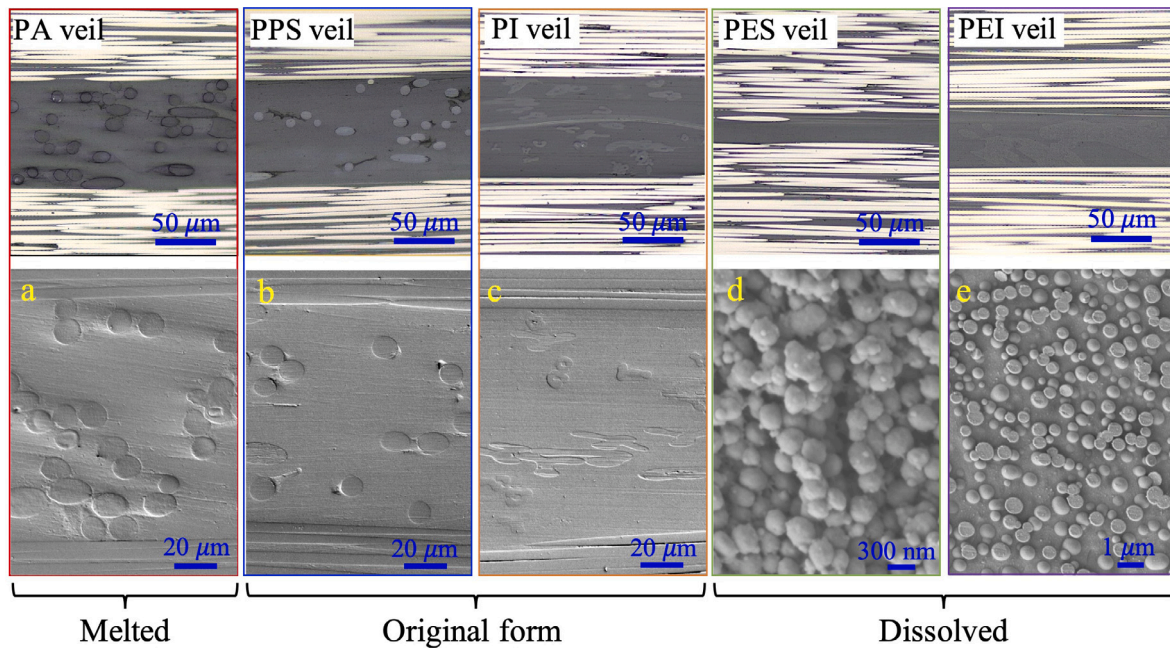 PA veil
PPS veil
PI veil
PES veil
PEI veil
50 μm
50 μm
50 μm
50 μm
50 μm
a
b
c
d
e
20 μm
20 μm
20 μm
300 nm
1 μm
Melted
Original form
Dissolved